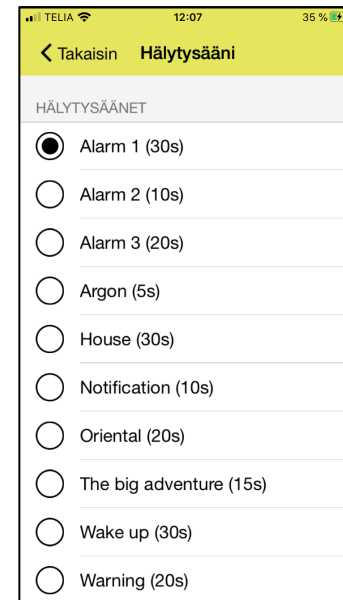 TELIA 12:07 35 %
Takaisin Hälytysääni
HÄLYTYSÄÄNET
Alarm 1 (30s)
Alarm 2 (10s)
Alarm 3 (20s)
Argon (5s)
House (30s)
Notification (10s)
Oriental (20s)
The big adventure (15s)
Wake up (30s)
Warning (20s)